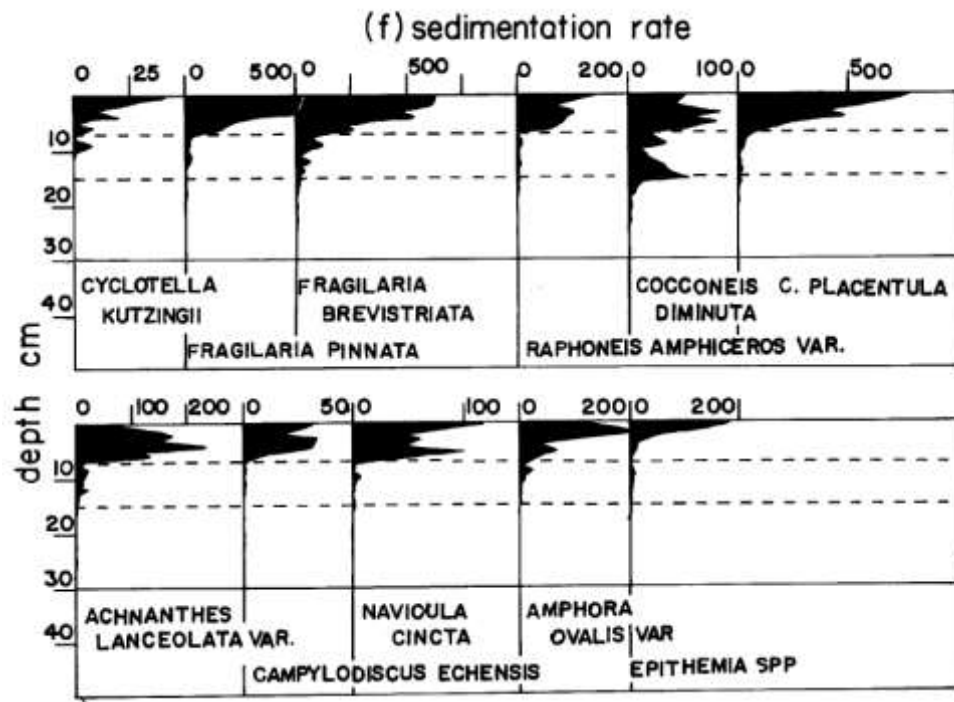 (f) sedimentation rate
0 25 0 500 0 500 0 200 0 100 0 500
10
20
30
CYCLOTELLA FRAGILARIA COCCONEIS C. PLACENTULA
KUTZINGII BREVISTRIATA DIMINUTA
40
FRAGILARIA PINNATA RAPHONEIS AMPHICEROS VAR.
depth cm
0 100 200 0 50 0 100 0 200 0 200
10
20
30
ACHNANTHES NAVICULA AMPHORA
LANCEOLATA VAR. CINCTA OVALIS VAR
40
CAMPYLODISCUS ECHENSIS EPITHEMIA SPP